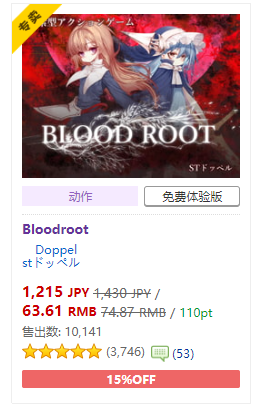 专卖
索型アクションゲーム
BLOOD ROOT
STドッペル
动作 免费体验版
Bloodroot
Doppel
stドッペル
1,215 JPY 1,430 JPY /
63.61 RMB 74.87 RMB / 110pt
售出数: 10,141
(3,746) (53)
15%OFF